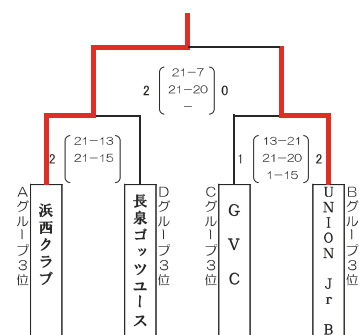 21-7
2 21-20 0
-
21-13
2 21-15
13-21
1 21-20 2
1-15
Aグループ3位
浜西クラブ
長泉ゴッツユース
Dグループ3位
Cグループ3位
GVC
UNION Jr B
Bグループ3位